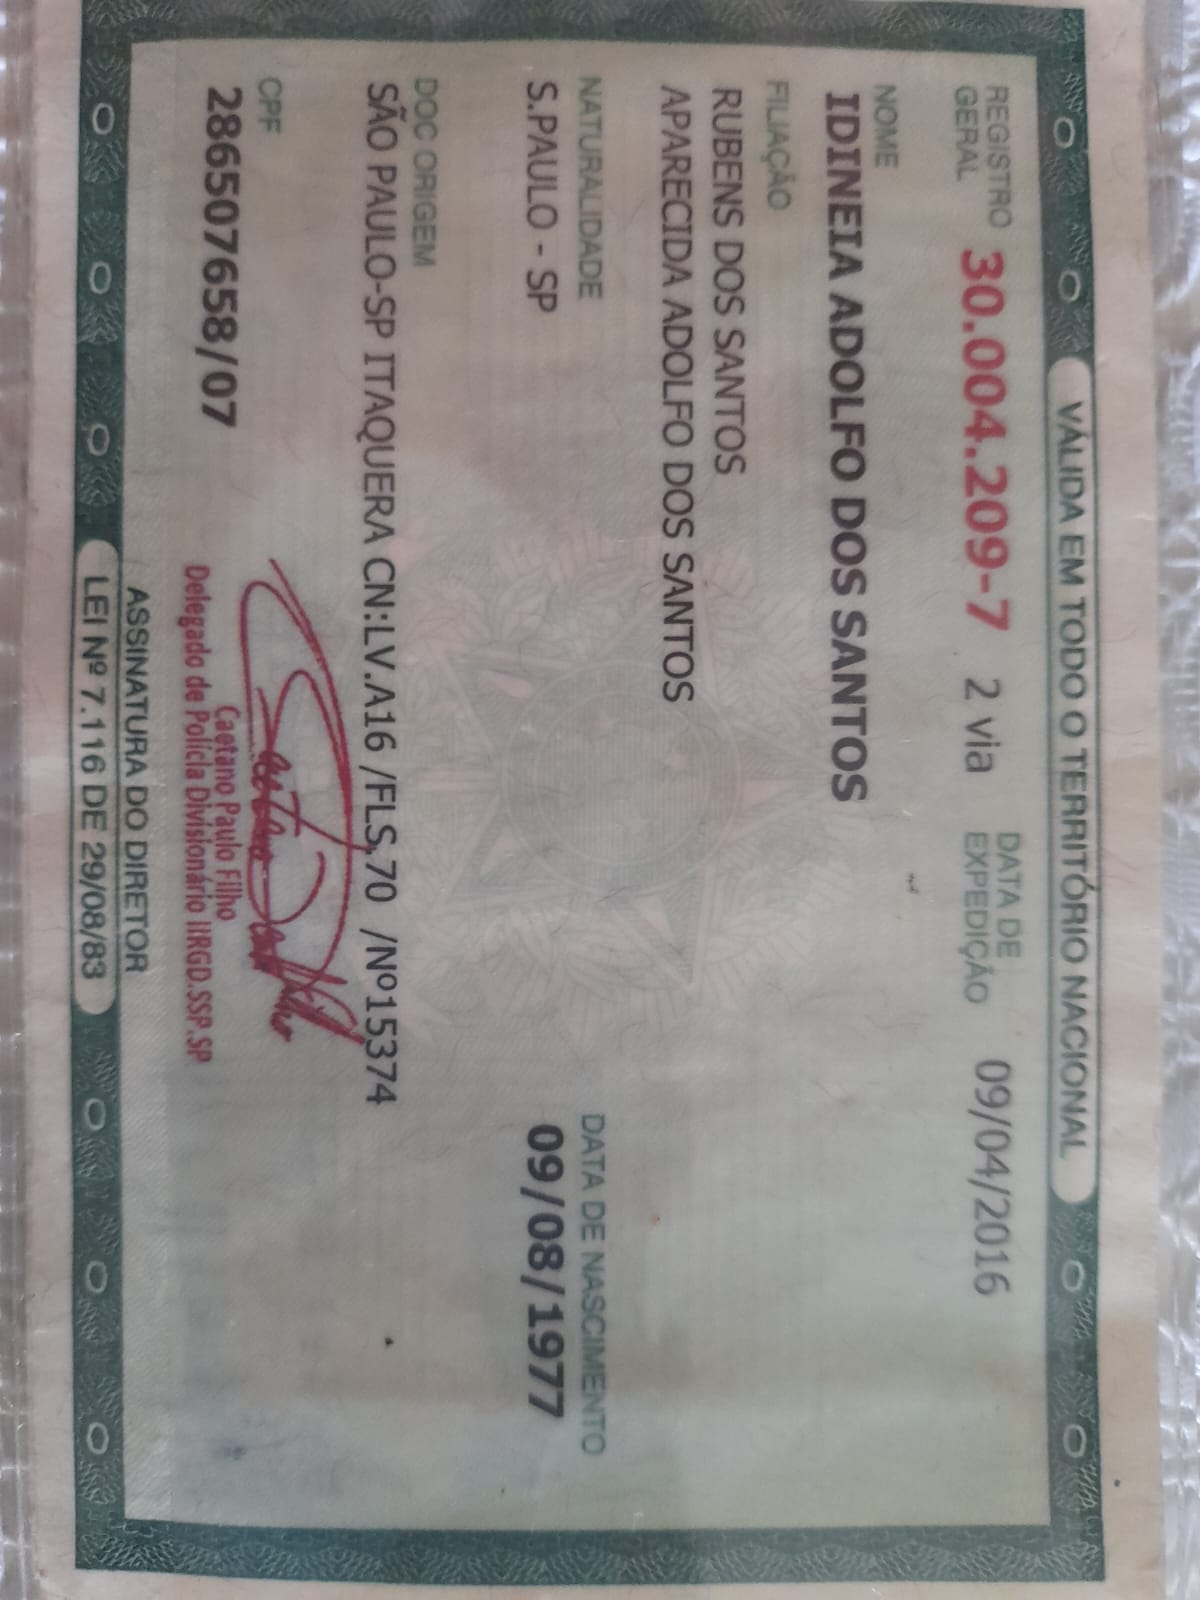 VÁLIDA EM TODO O TERRITÓRIO NACIONAL
REGISTRO GERAL 30.004.209-7 2 via DATA DE EXPEDIÇÃO 09/04/2016
NOME
IDINEIA ADOLFO DOS SANTOS
FILIAÇÃO
RUBENS DOS SANTOS
APARECIDA ADOLFO DOS SANTOS
NATURALIDADE DATA DE NASCIMENTO
S.PAULO - SP 09/08/1977
DOC ORIGEM
SÃO PAULO-SP ITAQUERA CN:LV.A16 /FLS.70 /Nº15374
CPF
286507658/07
Caetano Paulo Filho
Delegado de Polícia Divisionário IIRGD.SSP.SP
ASSINATURA DO DIRETOR
LEI Nº 7.116 DE 29/08/83